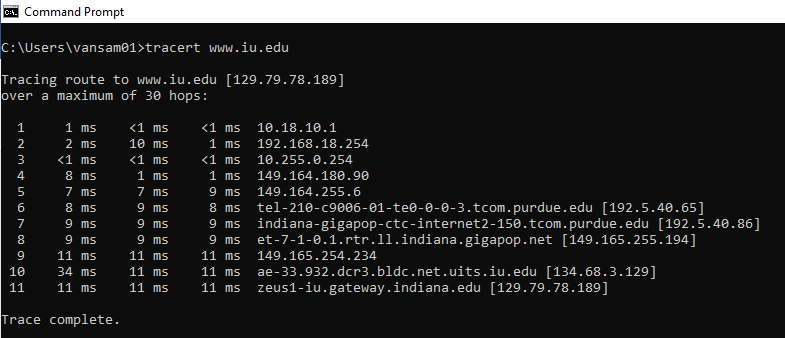 Command Prompt
C:\Users\vansam01>tracert www.iu.edu
Tracing route to www.iu.edu [129.79.78.189]
over a maximum of 30 hops:
1 1 ms <1 ms <1 ms 10.18.10.1
2 2 ms 10 ms 1 ms 192.168.18.254
3 <1 ms <1 ms <1 ms 10.255.0.254
4 8 ms 1 ms 1 ms 149.164.180.90
5 7 ms 7 ms 9 ms 149.164.255.6
6 8 ms 9 ms 8 ms tel-210-c9006-01-te0-0-0-3.tcom.purdue.edu [192.5.40.65]
7 9 ms 9 ms 9 ms indiana-gigapop-ctc-internet2-150.tcom.purdue.edu [192.5.40.86]
8 9 ms 9 ms 9 ms et-7-1-0.1.rtr.ll.indiana.gigapop.net [149.165.255.194]
9 11 ms 11 ms 11 ms 149.165.254.234
10 34 ms 11 ms 11 ms ae-33.932.dcr3.bldc.net.uits.iu.edu [134.68.3.129]
11 11 ms 11 ms 11 ms zeus1-iu.gateway.indiana.edu [129.79.78.189]
Trace complete.